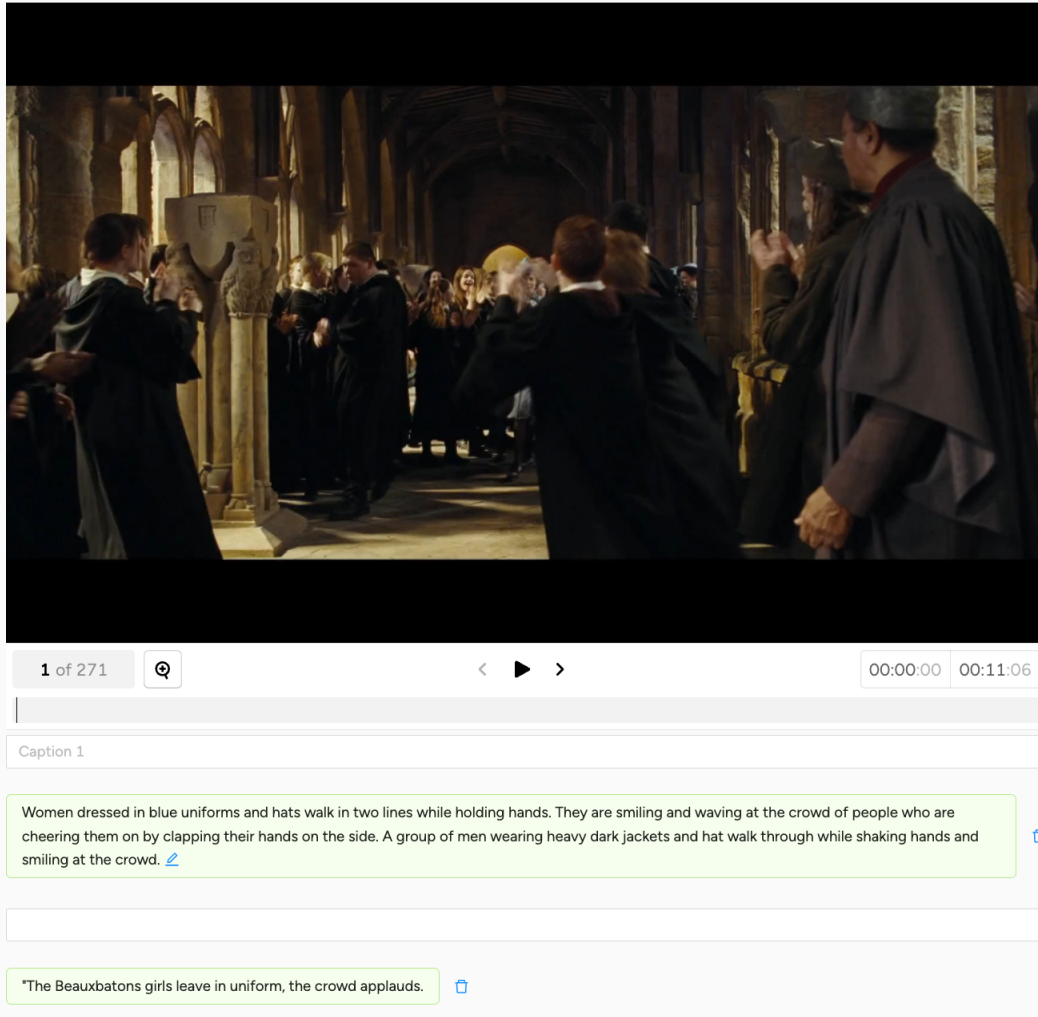 1 of 271
00:00:00 00:11:06
Caption 1
Women dressed in blue uniforms and hats walk in two lines while holding hands. They are smiling and waving at the crowd of people who are
cheering them on by clapping their hands on the side. A group of men wearing heavy dark jackets and hat walk through while shaking hands and
smiling at the crowd.
"The Beauxbatons girls leave in uniform, the crowd applauds.